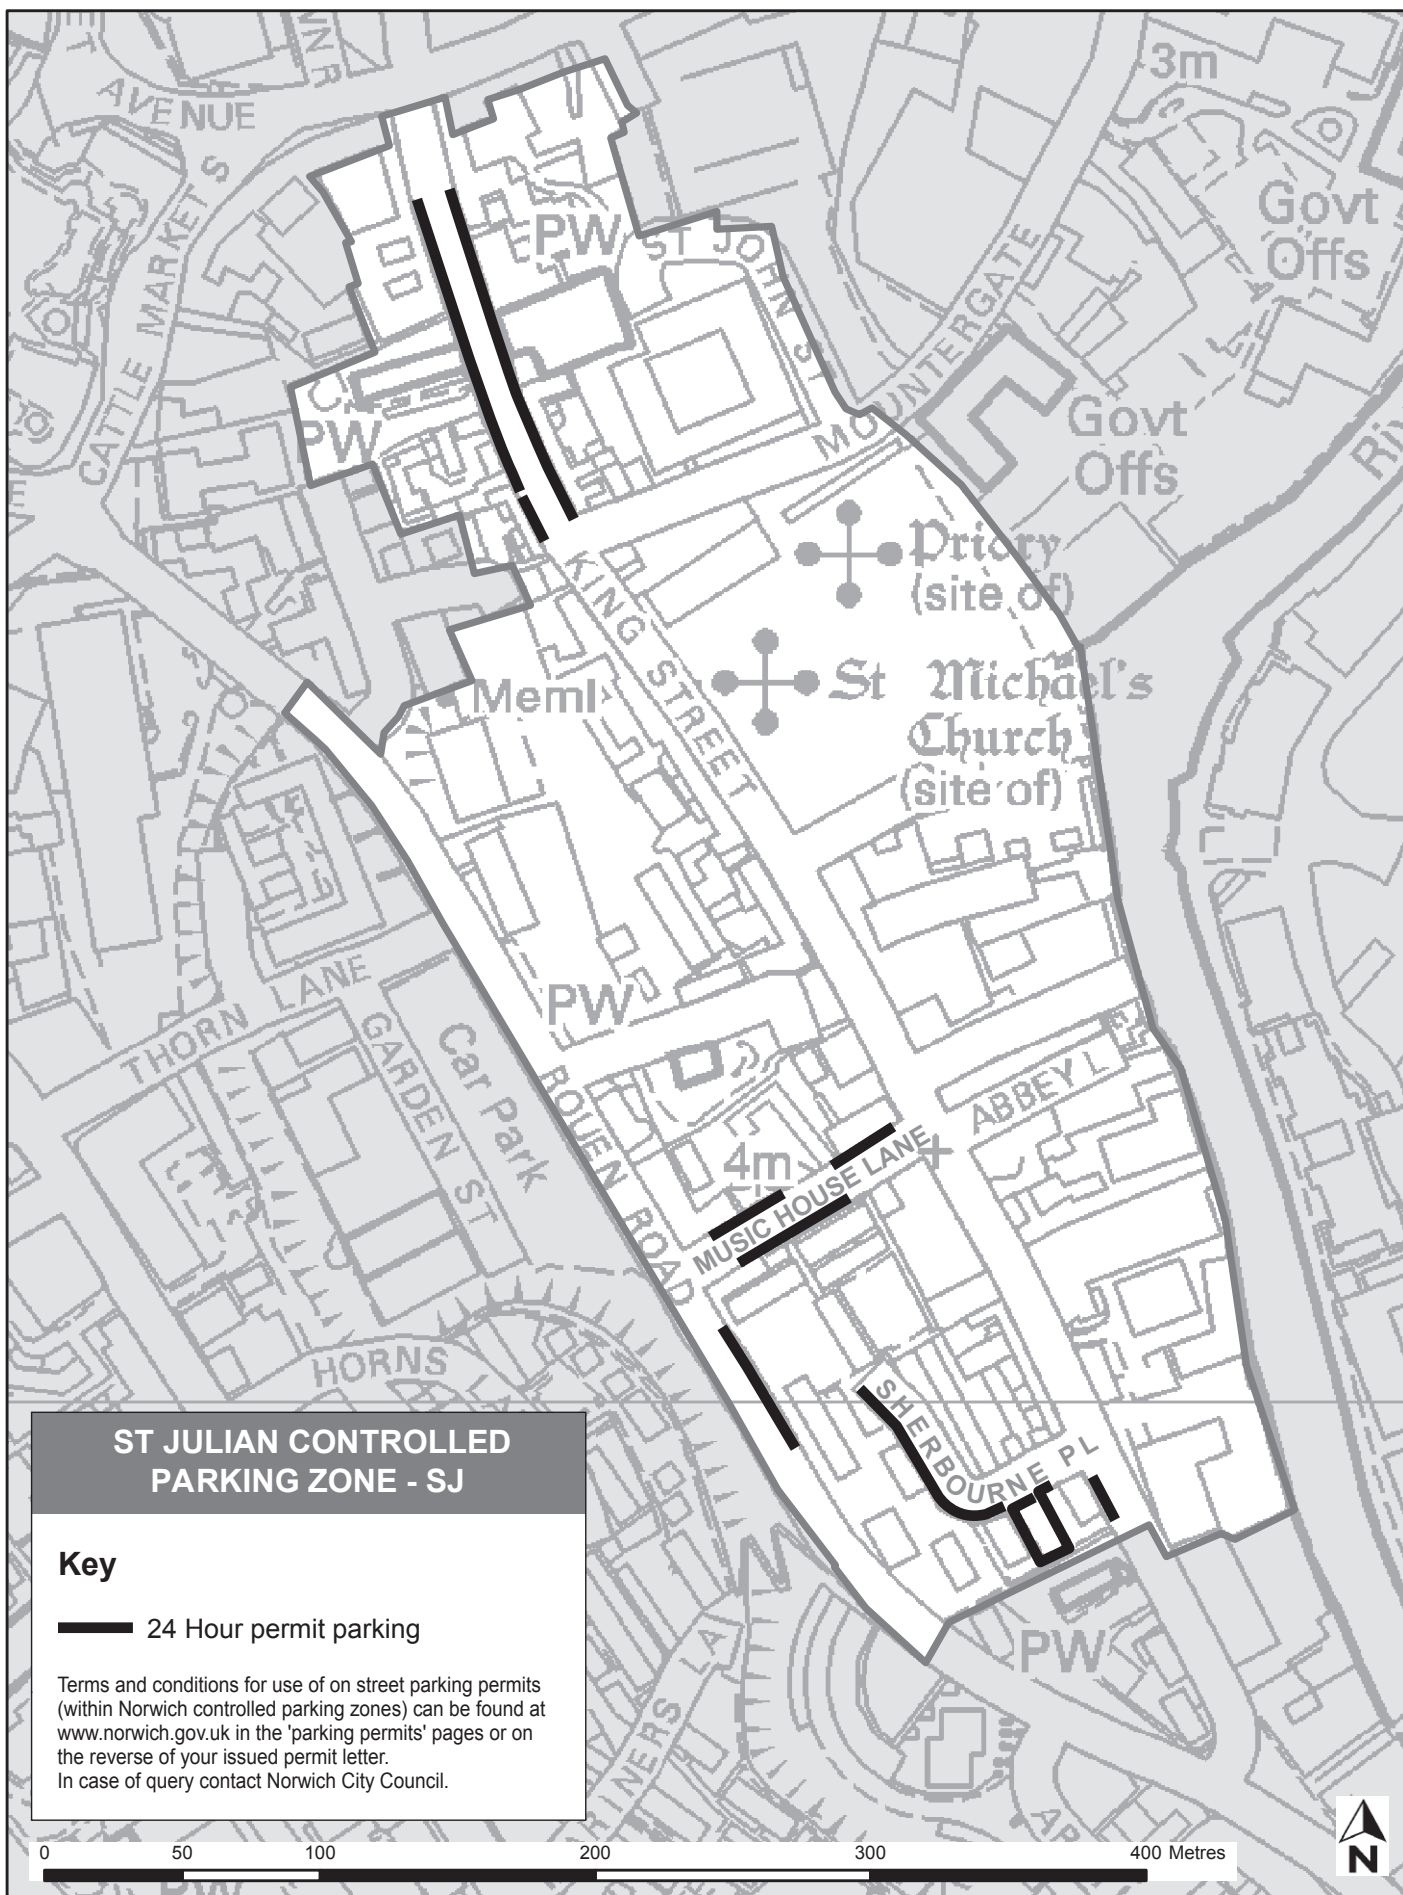 AVENUE
3m
CATTLE MARKET S
PW
ST JOHN ST
Govt
Offs
MOUNTERGATE
Govt
Offs
PW
Priory
(site of)
KING STREET
St Michael's
Church
(site of)
Meml
PW
THORN LANE
GARDEN ST
Car Park
ROUEN ROAD
ABBEY L
4m
MUSIC HOUSE LANE
HORNS
SHERBOURNE PL
PW
ST JULIAN CONTROLLED
PARKING ZONE - SJ
Key
24 Hour permit parking
Terms and conditions for use of on street parking permits
(within Norwich controlled parking zones) can be found at
www.norwich.gov.uk in the 'parking permits' pages or on
the reverse of your issued permit letter.
In case of query contact Norwich City Council.
0 50 100 200 300 400 Metres
N